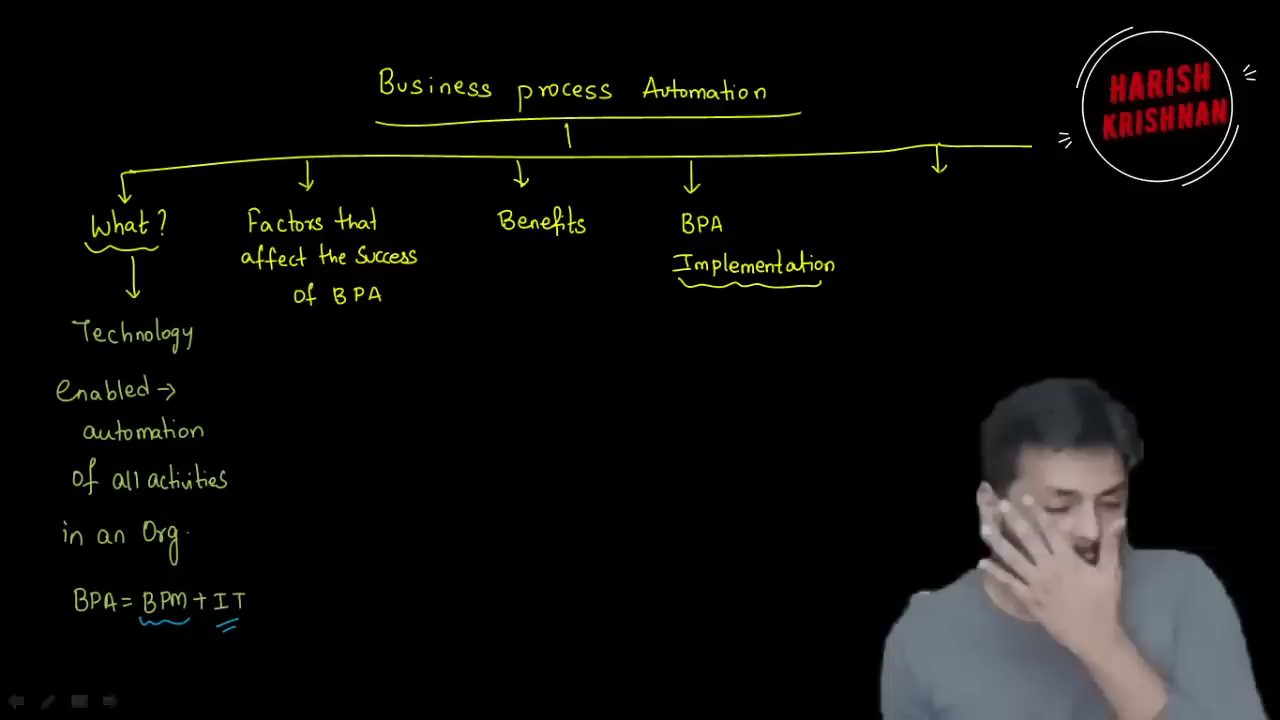 Business process Automation
HARISH
KRISHNAN
What?
Factors that
affect the Success
of BPA
Benefits
BPA
Implementation
Technology
enabled →
automation
of all activities
in an Org.
BPA = BPM + IT